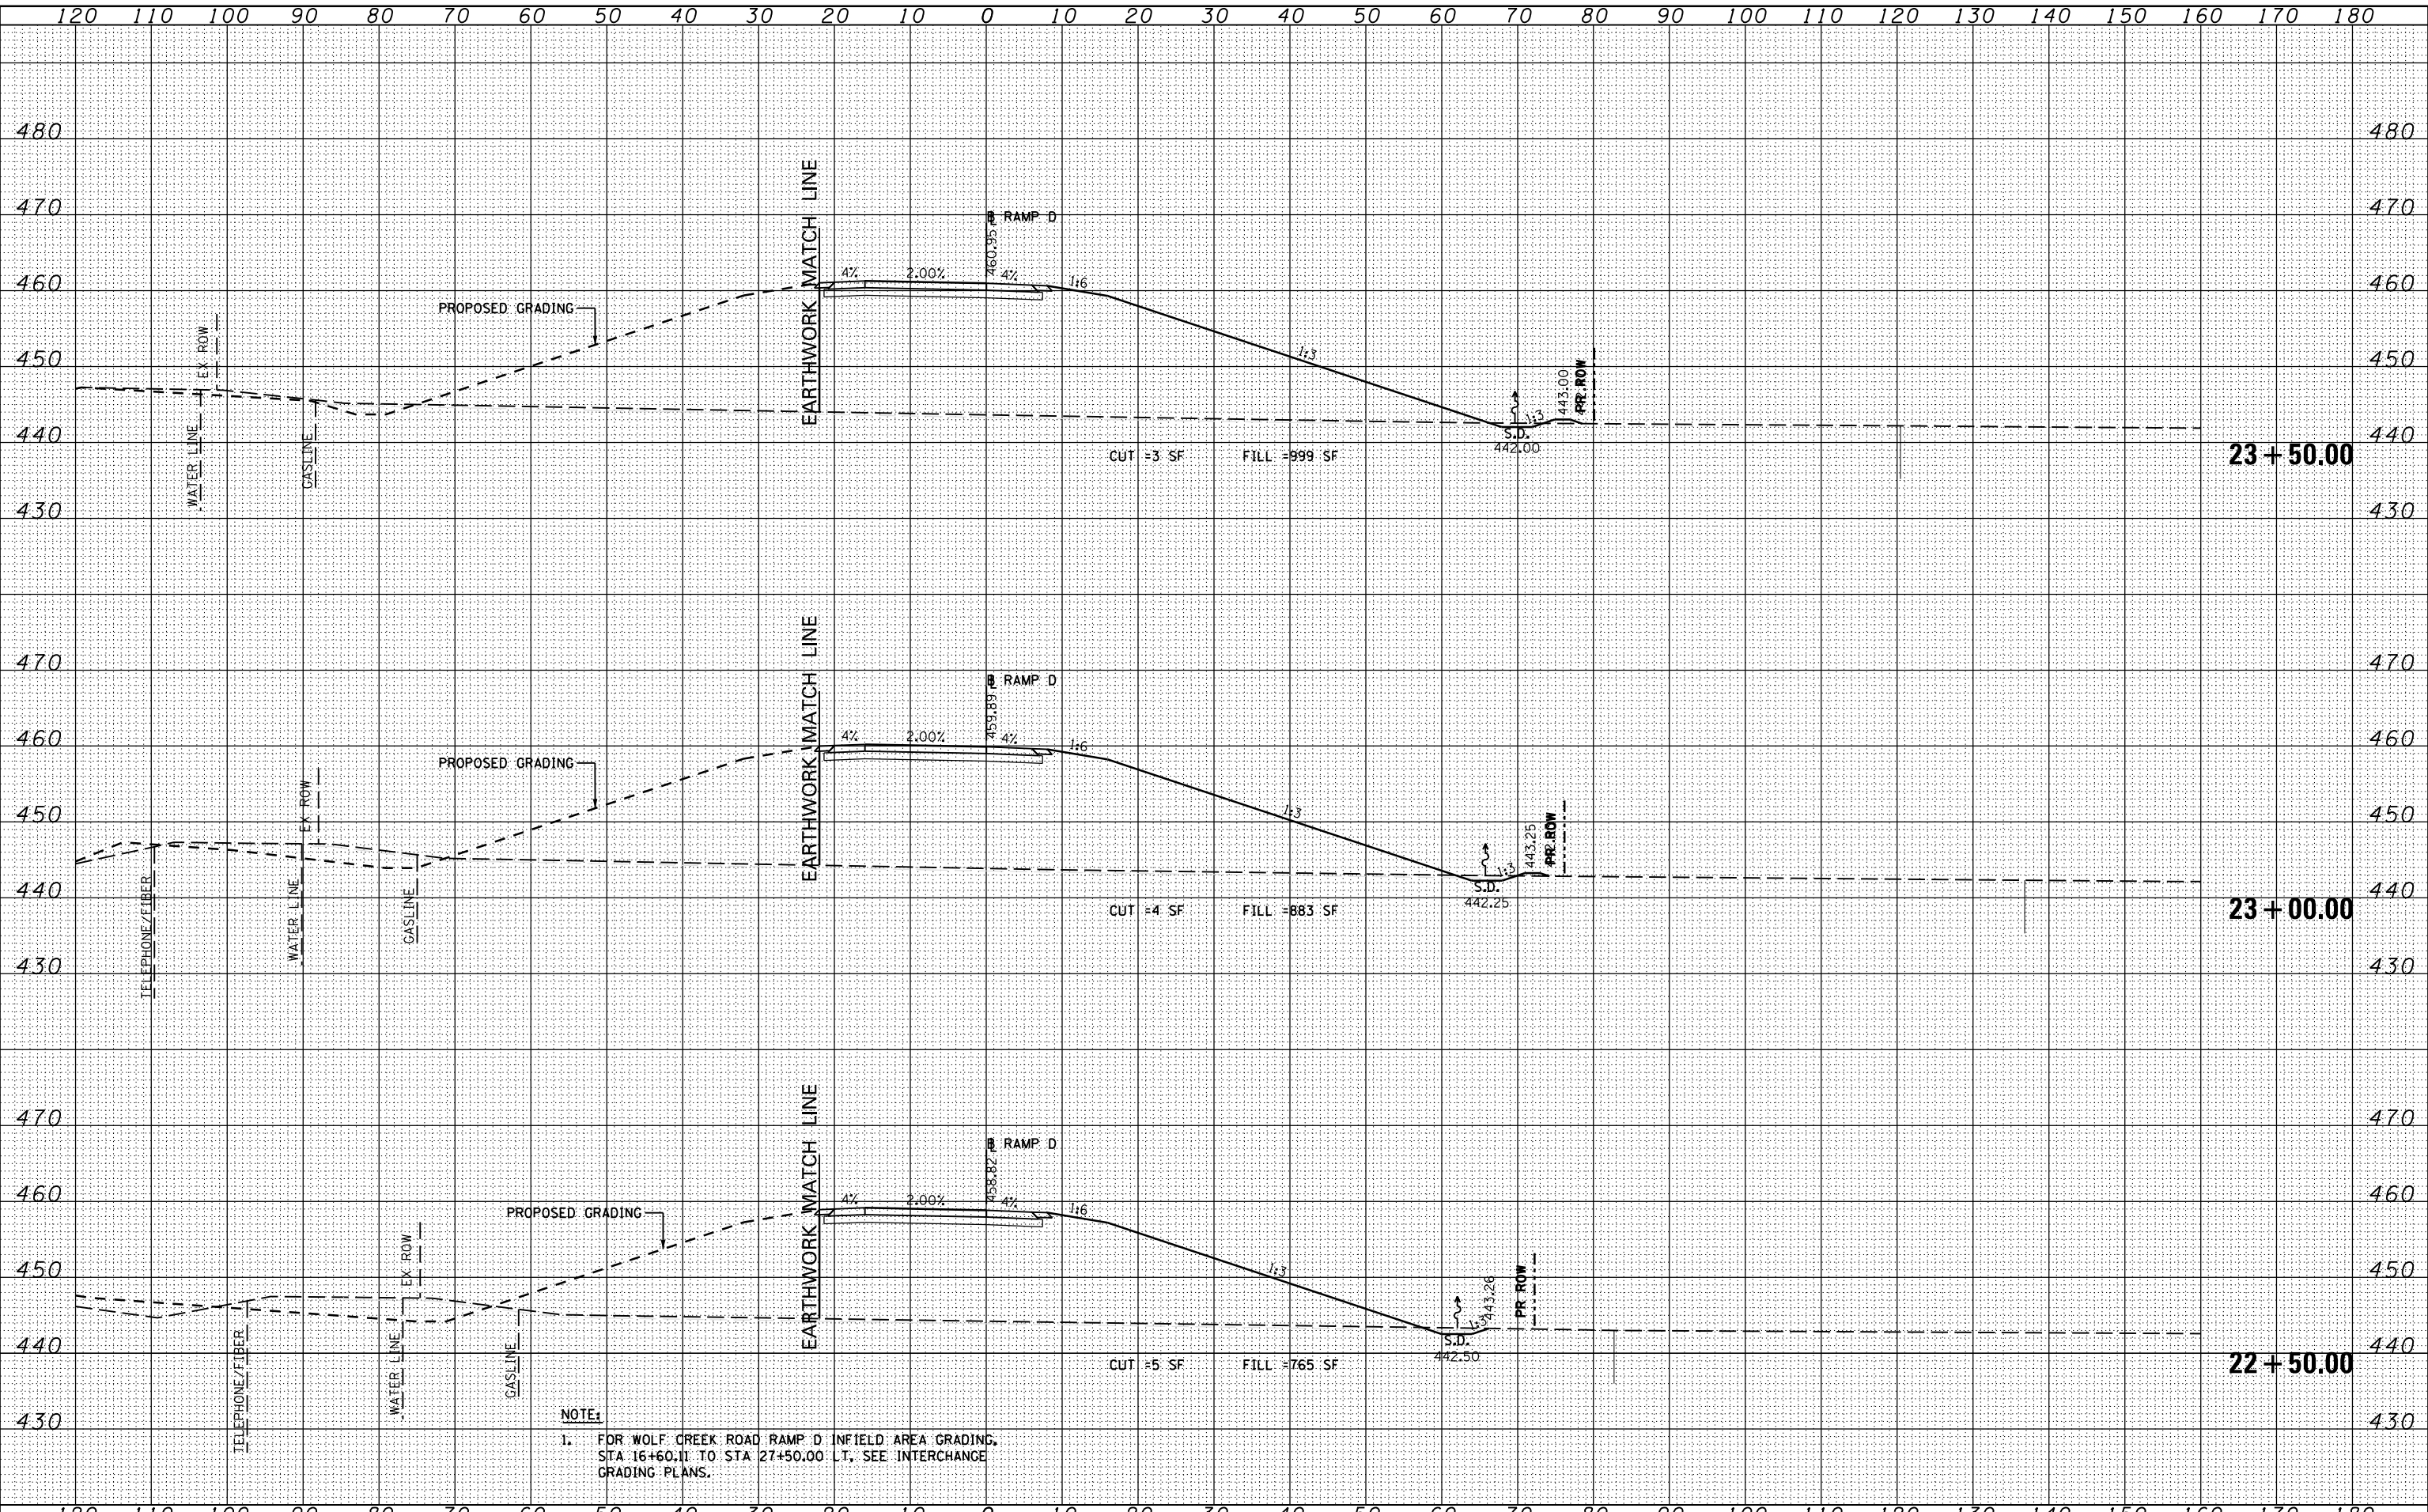 120 110 100 90 80 70 60 50 40 30 20 10 0 10 20 30 40 50 60 70 80 90 100 110 120 130 140 150 160 170 180
480 480
470 470
460 460
450 450
440 440
430 430
EARTHWORK MATCH LINE
RAMP D
460.95
4% 2.00% 4% 1:6
PROPOSED GRADING
EX ROW
WATER LINE
GASLINE
1:3
1:3
443.00
PR ROW
S.D.
442.00
CUT =3 SF FILL =999 SF
23+50.00
470 470
460 460
450 450
440 440
430 430
EARTHWORK MATCH LINE
RAMP D
459.89
4% 2.00% 4% 1:6
PROPOSED GRADING
EX ROW
TELEPHONE/FIBER
WATER LINE
GASLINE
1:3
1:3
443.25
PR ROW
S.D.
442.25
CUT =4 SF FILL =883 SF
23+00.00
470 470
460 460
450 450
440 440
430 430
EARTHWORK MATCH LINE
RAMP D
458.82
4% 2.00% 4% 1:6
PROPOSED GRADING
EX ROW
TELEPHONE/FIBER
WATER LINE
GASLINE
1:3
1:3
443.26
PR ROW
S.D.
442.50
CUT =5 SF FILL =765 SF
22+50.00
NOTE:
1. FOR WOLF CREEK ROAD RAMP D INFIELD AREA GRADING,
STA 16+60.11 TO STA 27+50.00 LT, SEE INTERCHANGE
GRADING PLANS.